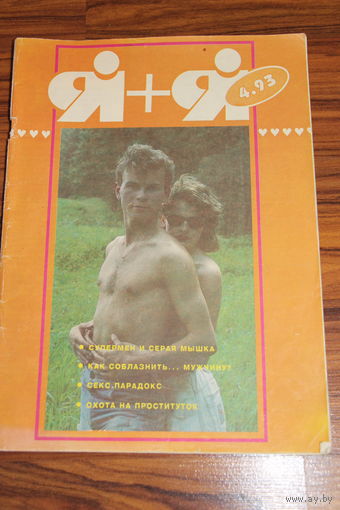 Я+Я
4.93
• СУПЕРМЕН И СЕРАЯ МЫШКА
• КАК СОБЛАЗНИТЬ... МУЖЧИНУ?
• СЕКС.ПАРАДОКС
• ОХОТА НА ПРОСТИТУТОК
www.ay.by